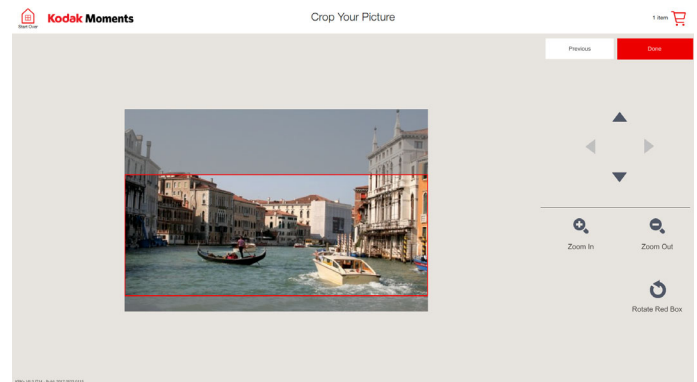 Start Over
Kodak Moments
Crop Your Picture
1 item
Previous
Done
Zoom In
Zoom Out
Rotate Red Box